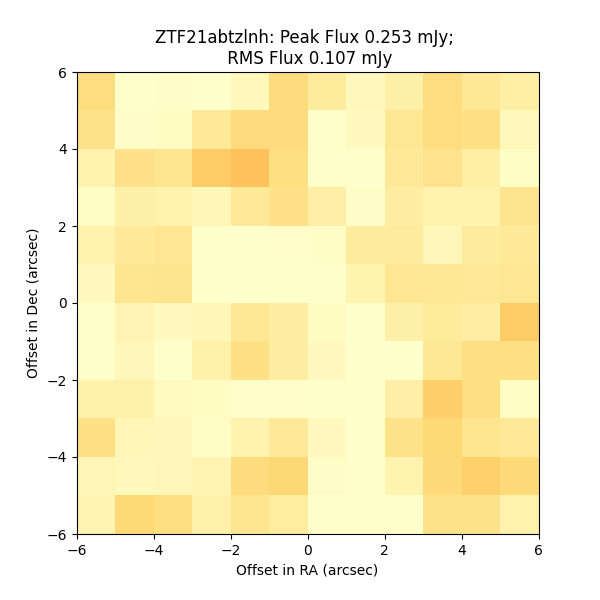 ZTF21abtzlnh: Peak Flux 0.253 mJy;
RMS Flux 0.107 mJy
6
4
2
0
−2
−4
−6
Offset in Dec (arcsec)
−6 −4 −2 0 2 4 6
Offset in RA (arcsec)